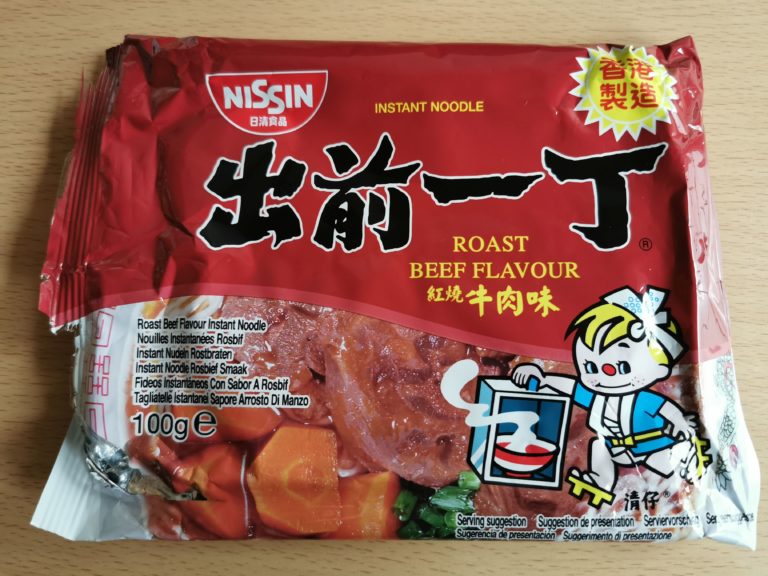 NISSIN
日清食品
INSTANT NOODLE
香港
製造
出前一丁®
ROAST
BEEF FLAVOUR
紅燒牛肉味
Roast Beef Flavour Instant Noodle
Nouilles Instantanées Rosbif
Instant Nudeln Rostbraten
Instant Noodle Rosbief Smaak
Fideos Instantáneos Con Sabor A Rosbif
Tagliatelle Istantanei Sapore Arrosto Di Manzo
100g e
清仔®
Serving suggestion Suggestion de présentation Serviervorschlag
Sugerencia de presentación Suggerimento di presentazione